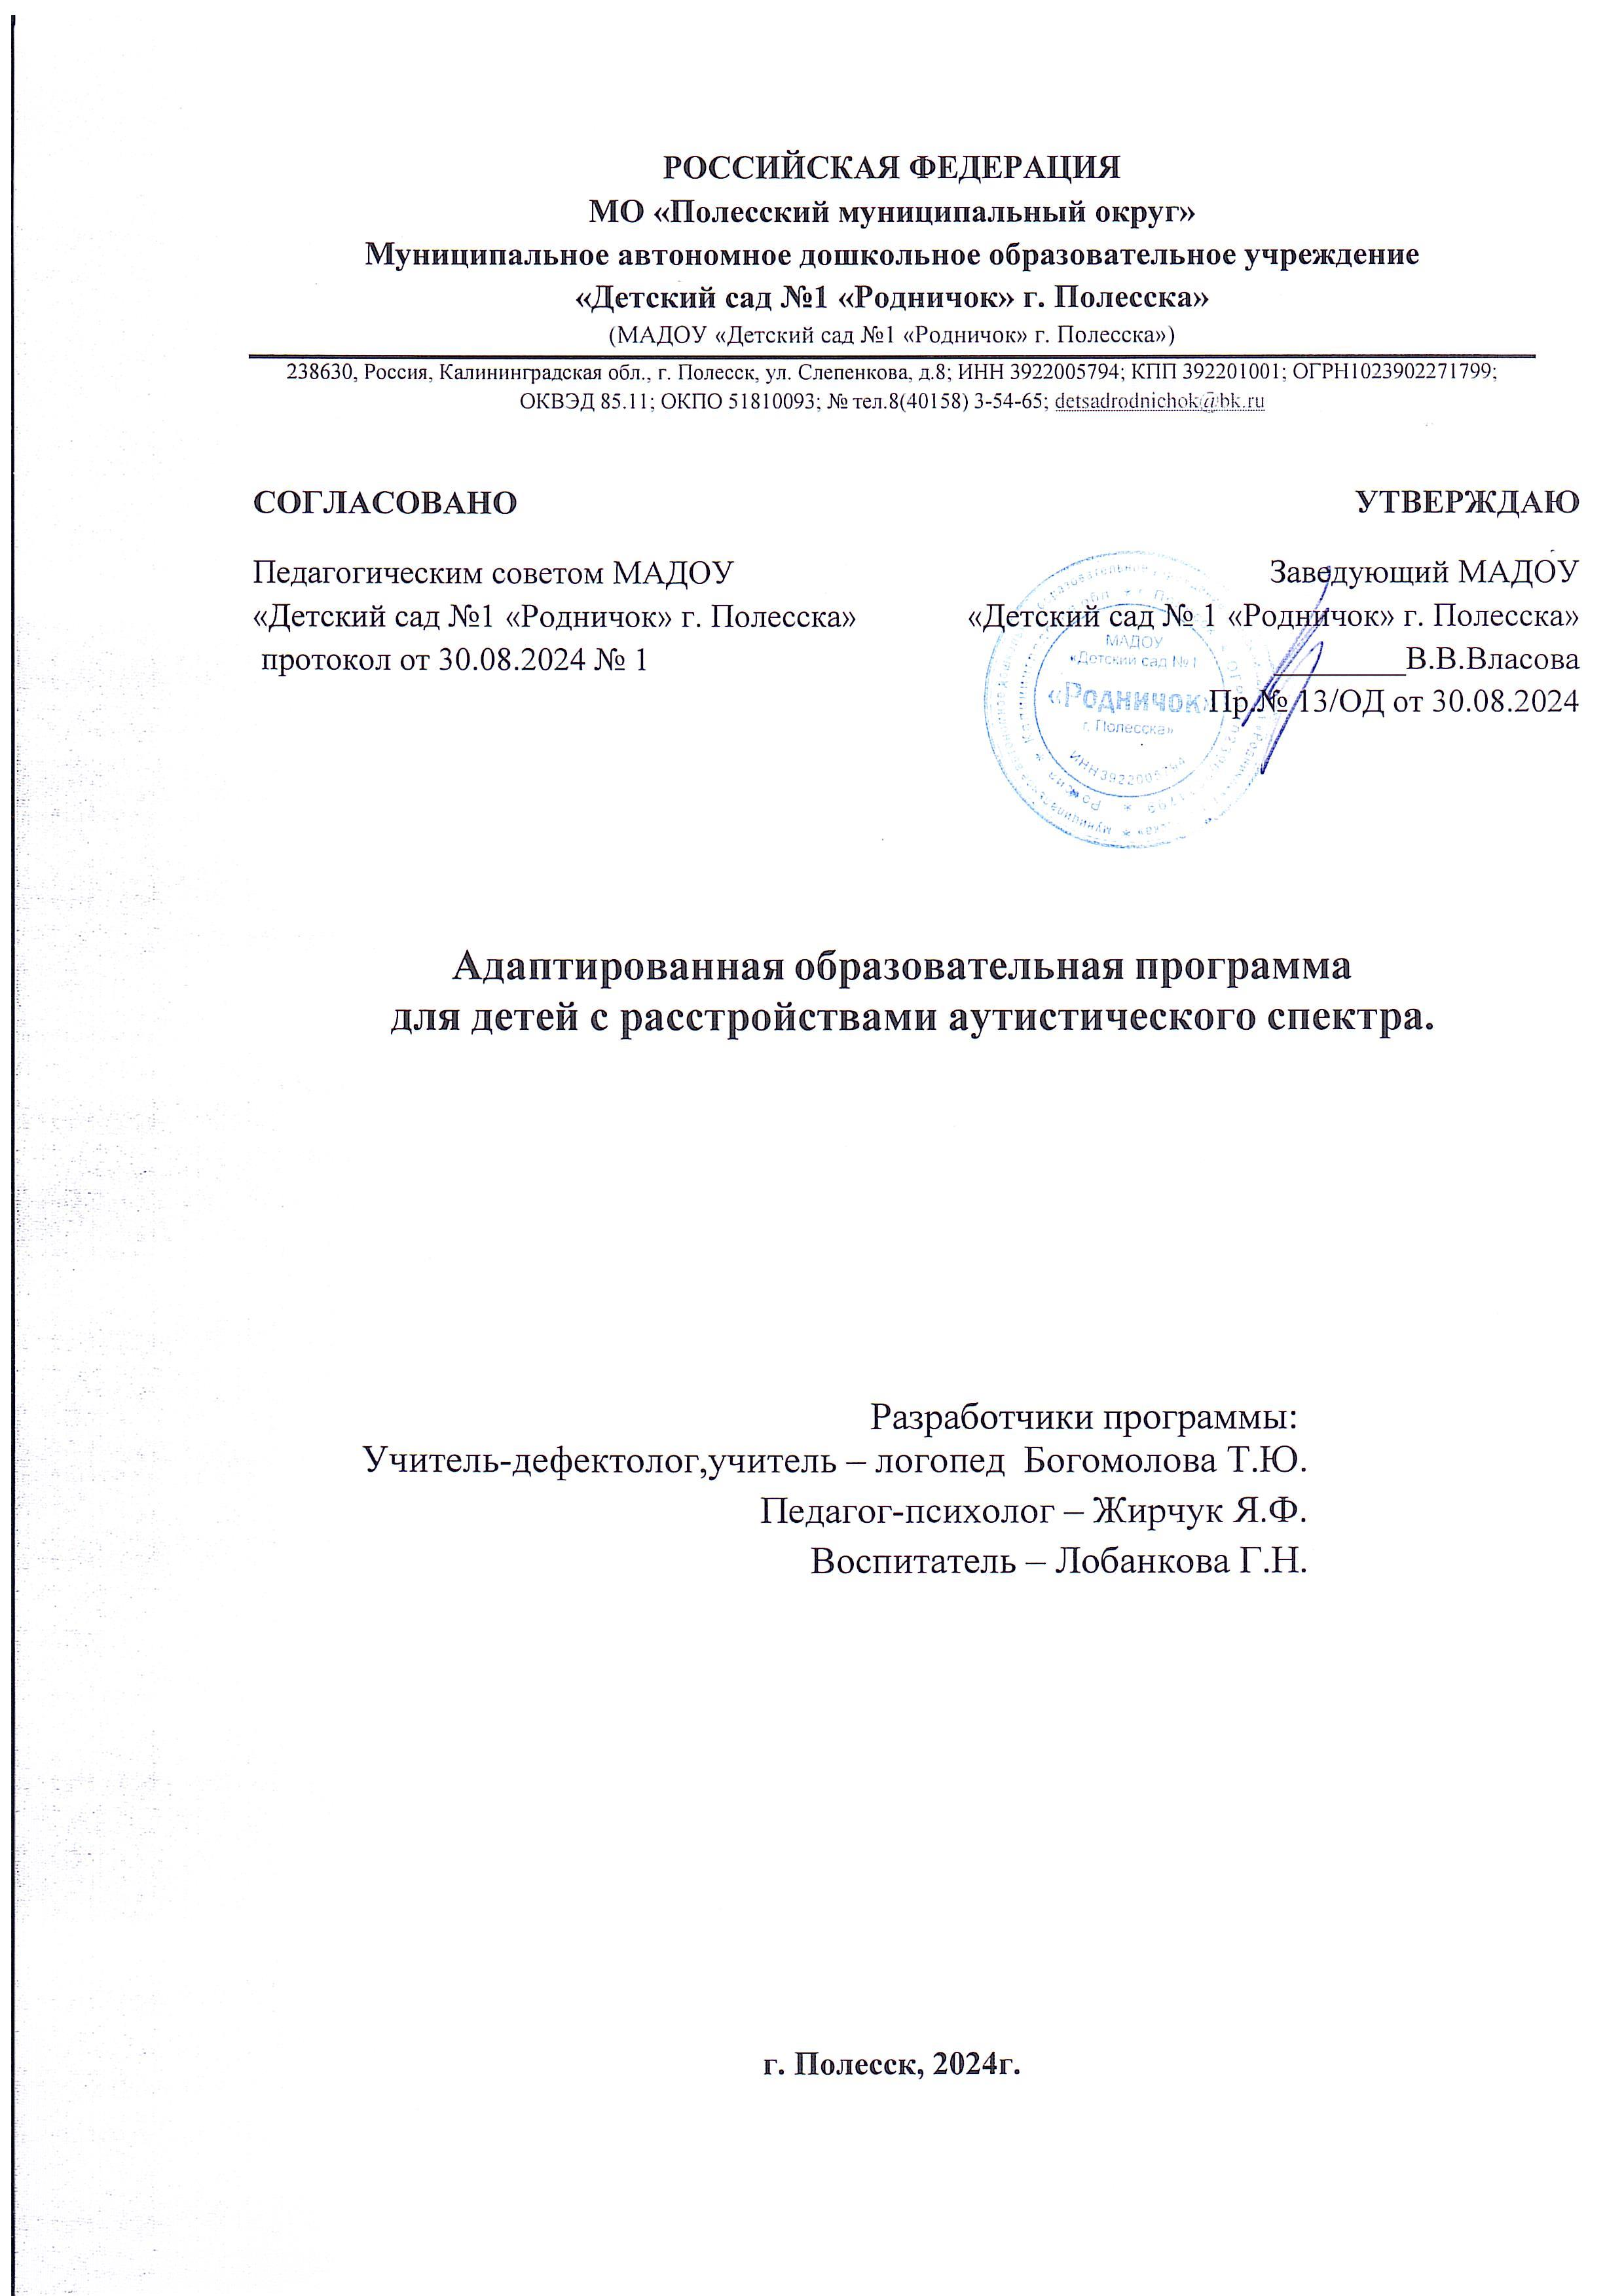 РОССИЙСКАЯ ФЕДЕРАЦИЯ
МО «Полесский муниципальный округ»
Муниципальное автономное дошкольное образовательное учреждение
«Детский сад №1 «Родничок» г. Полесска»
(МАДОУ «Детский сад №1 «Родничок» г. Полесска»)
238630, Россия, Калининградская обл., г. Полесск, ул. Слепенкова, д.8; ИНН 3922005794; КПП 392201001; ОГРН1023902271799;
ОКВЭД 85.11; ОКПО 51810093; № тел.8(40158) 3-54-65; detsadrodnichok@bk.ru
СОГЛАСОВАНО
Педагогическим советом МАДОУ
«Детский сад №1 «Родничок» г. Полесска»
протокол от 30.08.2024 № 1
УТВЕРЖДАЮ
Заведующий МАДОУ
«Детский сад № 1 «Родничок» г. Полесска»
________В.В.Власова
Пр.№ 13/ОД от 30.08.2024
МАДОУ
«Детский сад №1
«Родничок»
г. Полесска»
ИНН 3922005794
Адаптированная образовательная программа
для детей с расстройствами аутистического спектра.
Разработчики программы:
Учитель-дефектолог,учитель – логопед Богомолова Т.Ю.
Педагог-психолог – Жирчук Я.Ф.
Воспитатель – Лобанкова Г.Н.
г. Полесск, 2024г.